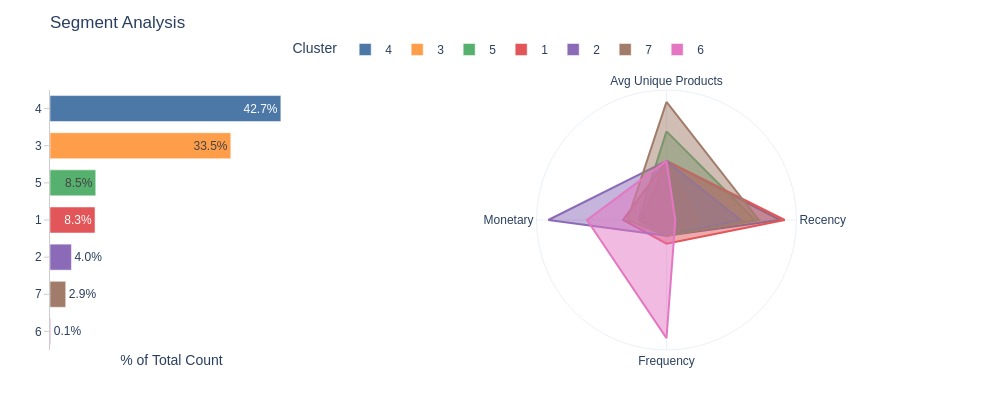 Segment Analysis
Cluster 4 3 5 1 2 7 6
4 42.7%
3 33.5%
5 8.5%
1 8.3%
2 4.0%
7 2.9%
6 0.1%
% of Total Count
Avg Unique Products
Monetary
Recency
Frequency